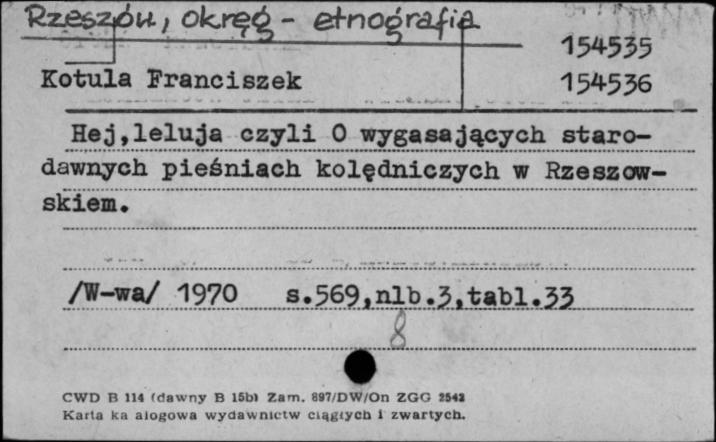 Rzeszów, okręg - etnografia
154535
Kotula Franciszek 154536
Hej,leluja czyli O wygasających staro-
dawnych pieśniach kolędniczych w Rzeszow-
skiem.
/W-wa/ 1970 s.569,nlb.3,tabl.33
8
CWD B 114 (dawny B 15b) Zam. 897/DW/On ZGG 2542
Karta ka alogowa wydawnictw ciągłych i zwartych.